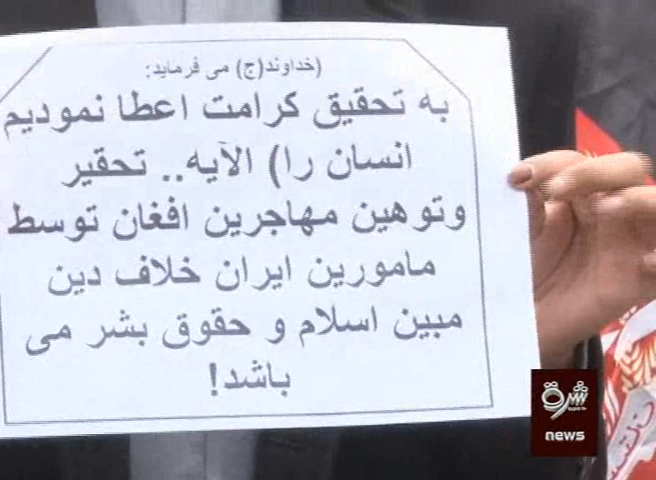 (خداوند(ج) می فرماید:
به تحقیق کرامت اعطا نمودیم
انسان را) الآیه.. تحقیر
وتوهین مهاجرین افغان توسط
مامورین ایران خلاف دین
مبین اسلام و حقوق بشر می
باشد!
شرق
news